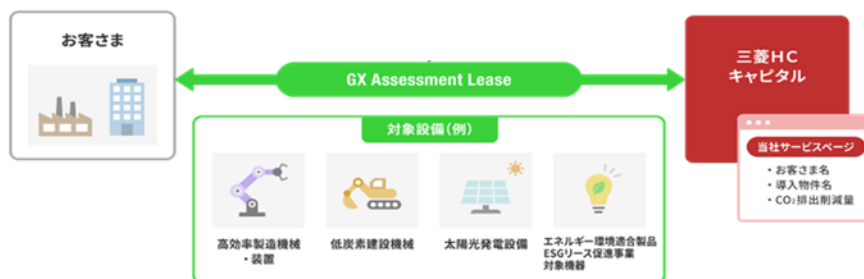 お客さま
GX Assessment Lease
三菱HC
キャピタル
当社サービスページ
・お客さま名
・導入物件名
・CO₂排出削減量
対象設備(例)
高効率製造機械
・装置
低炭素建設機械
太陽光発電設備
エネルギー環境適合製品
ESGリース促進事業
対象機器